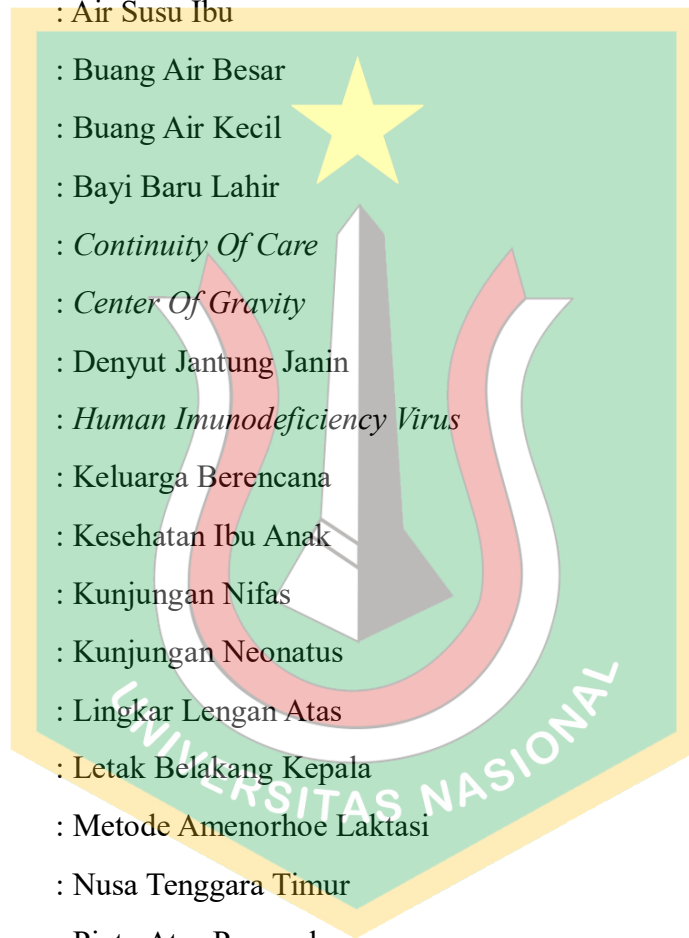 : Air Susu Ibu
: Buang Air Besar
: Buang Air Kecil
: Bayi Baru Lahir
: Continuity Of Care
: Center Of Gravity
: Denyut Jantung Janin
: Human Imunodeficiency Virus
: Keluarga Berencana
: Kesehatan Ibu Anak
: Kunjungan Nifas
: Kunjungan Neonatus
: Lingkar Lengan Atas
: Letak Belakang Kepala
: Metode Amenorhoe Laktasi
: Nusa Tenggara Timur
UNIVERSITAS NASIONAL